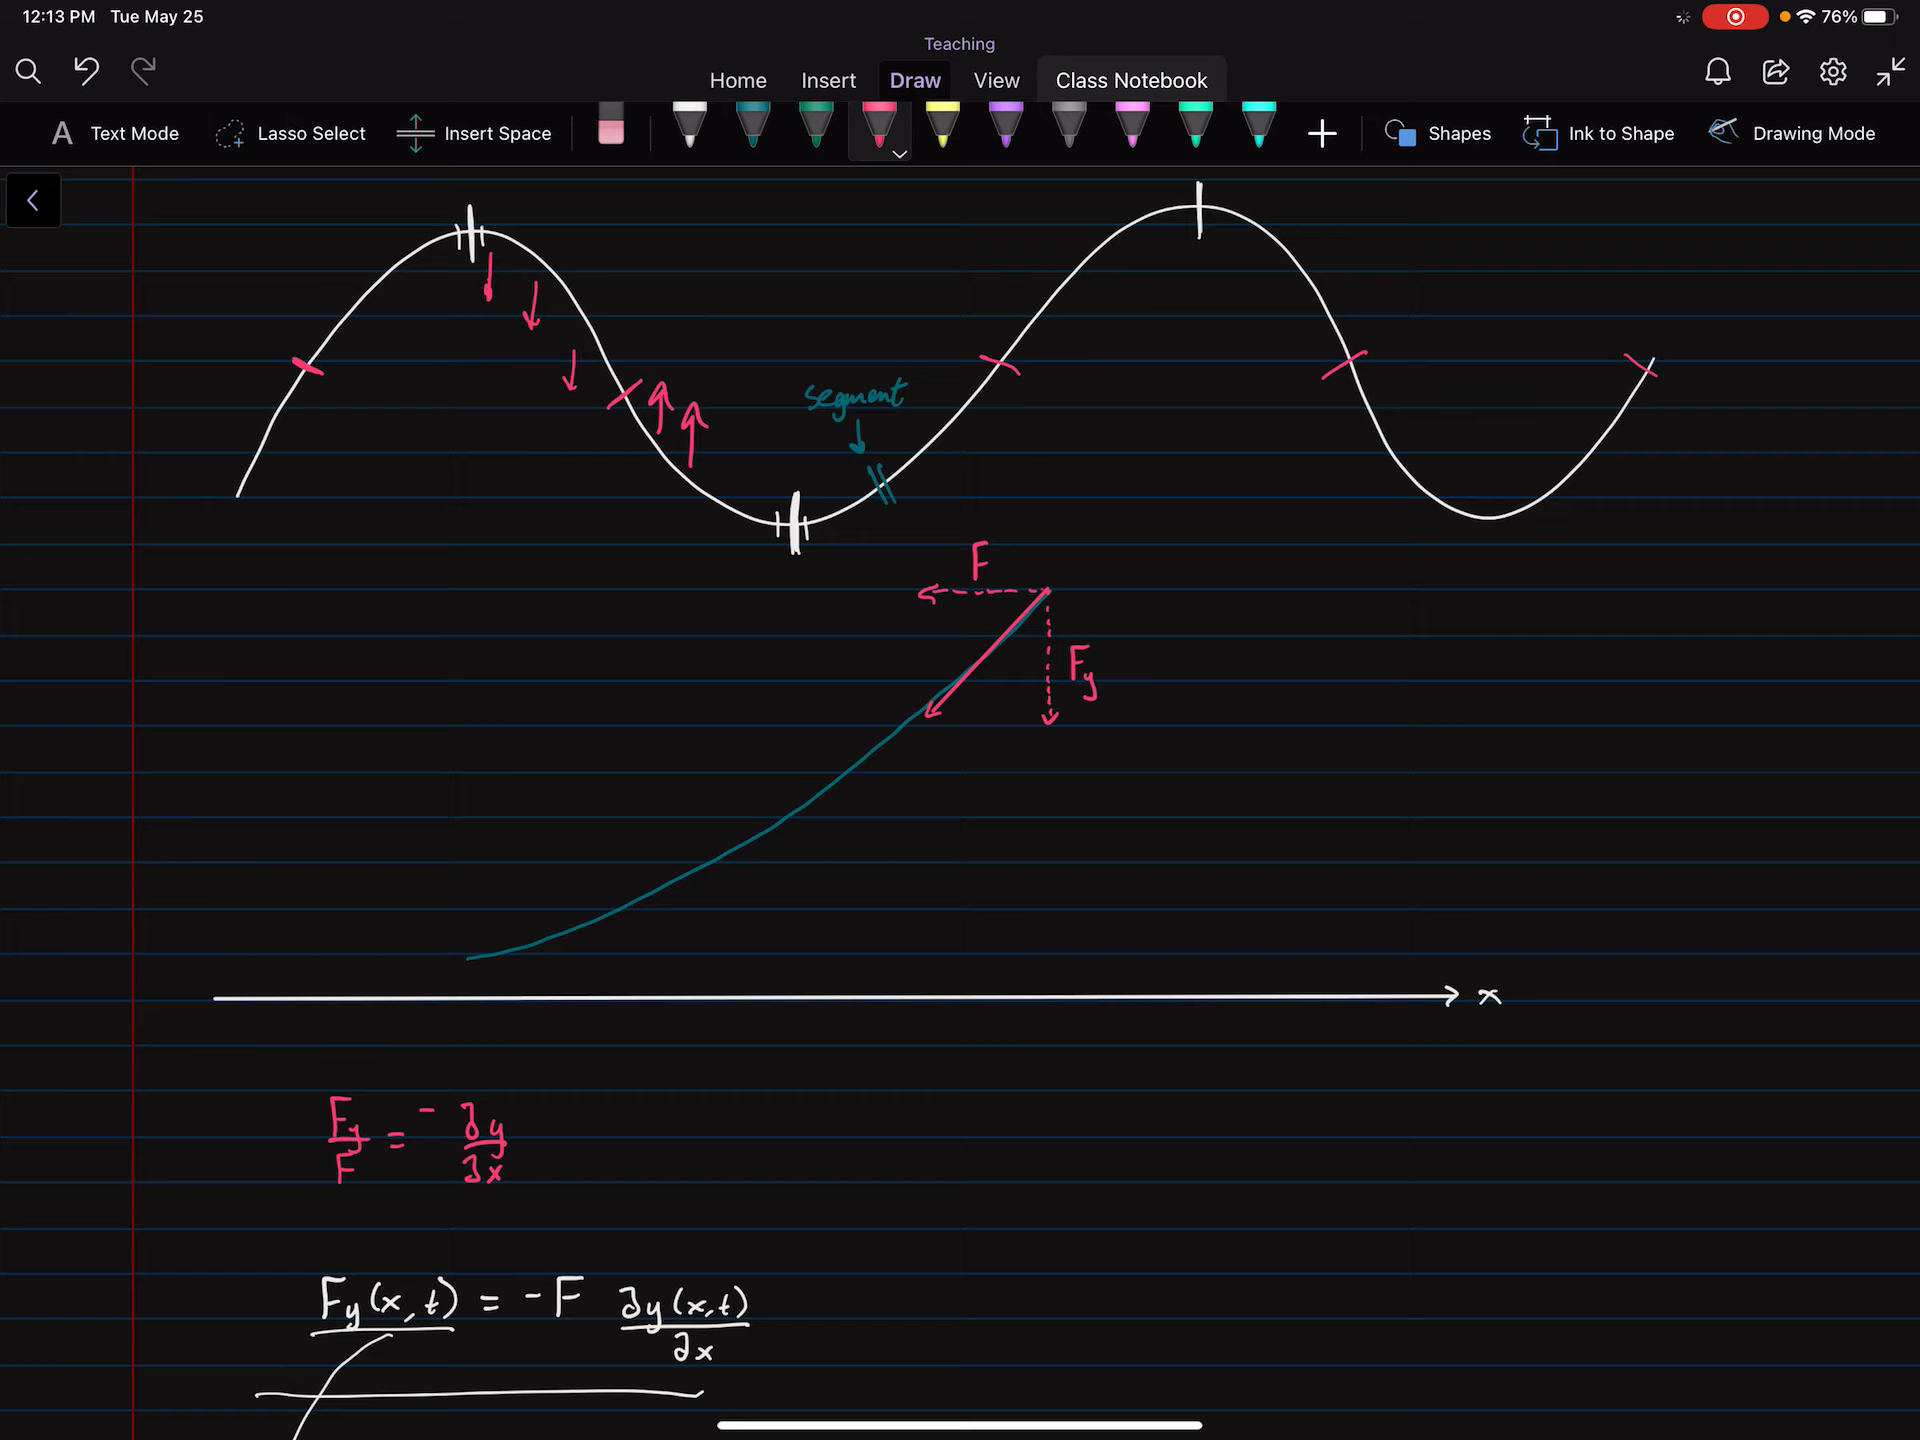 12:13 PM Tue May 25
76%
Teaching
Home Insert Draw View Class Notebook
Text Mode Lasso Select Insert Space Shapes Ink to Shape Drawing Mode
segment
F
Fy
x
Fy/F = - ∂y/∂x
Fy(x,t) = -F ∂y(x,t)/∂x